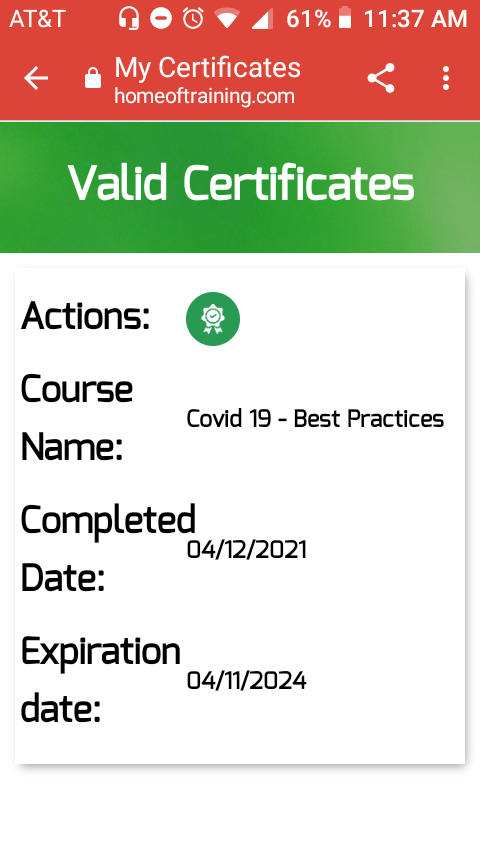 AT&T 61% 11:37 AM
My Certificates
homeoftraining.com
Valid Certificates
Actions:
Course
Name:
Covid 19 - Best Practices
Completed
Date:
04/12/2021
Expiration
date:
04/11/2024